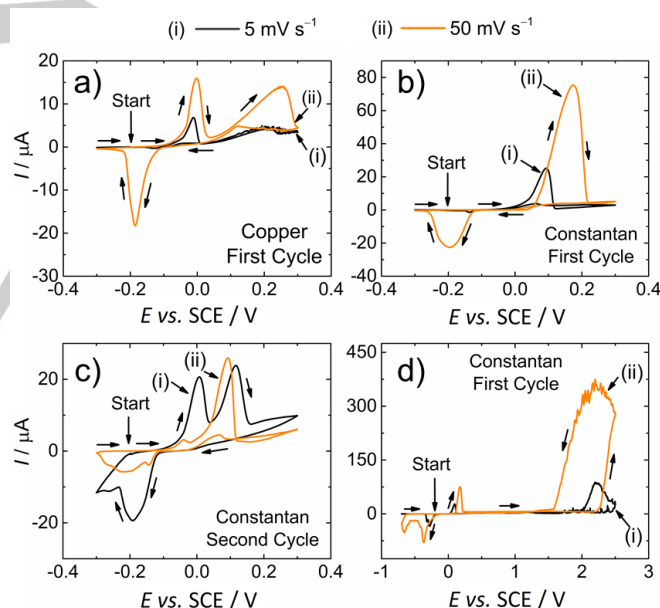 (i) — 5 mV s⁻¹ (ii) — 50 mV s⁻¹
a)
20
10
0
10
20
30
I / μA
Start
(ii)
(i)
Copper
First Cycle
-0.4 -0.2 0.0 0.2 0.4
E vs. SCE / V
b)
80
60
40
20
0
-20
-40
Start
(ii)
(i)
Constantan
First Cycle
-0.4 -0.2 0.0 0.2 0.4
E vs. SCE / V
c)
20
0
-20
I / μA
Start
(i)
(ii)
Constantan
Second Cycle
-0.4 -0.2 0.0 0.2 0.4
E vs. SCE / V
d)
450
300
150
0
-150
Constantan
First Cycle
Start
(ii)
(i)
-1 0 1 2 3
E vs. SCE / V